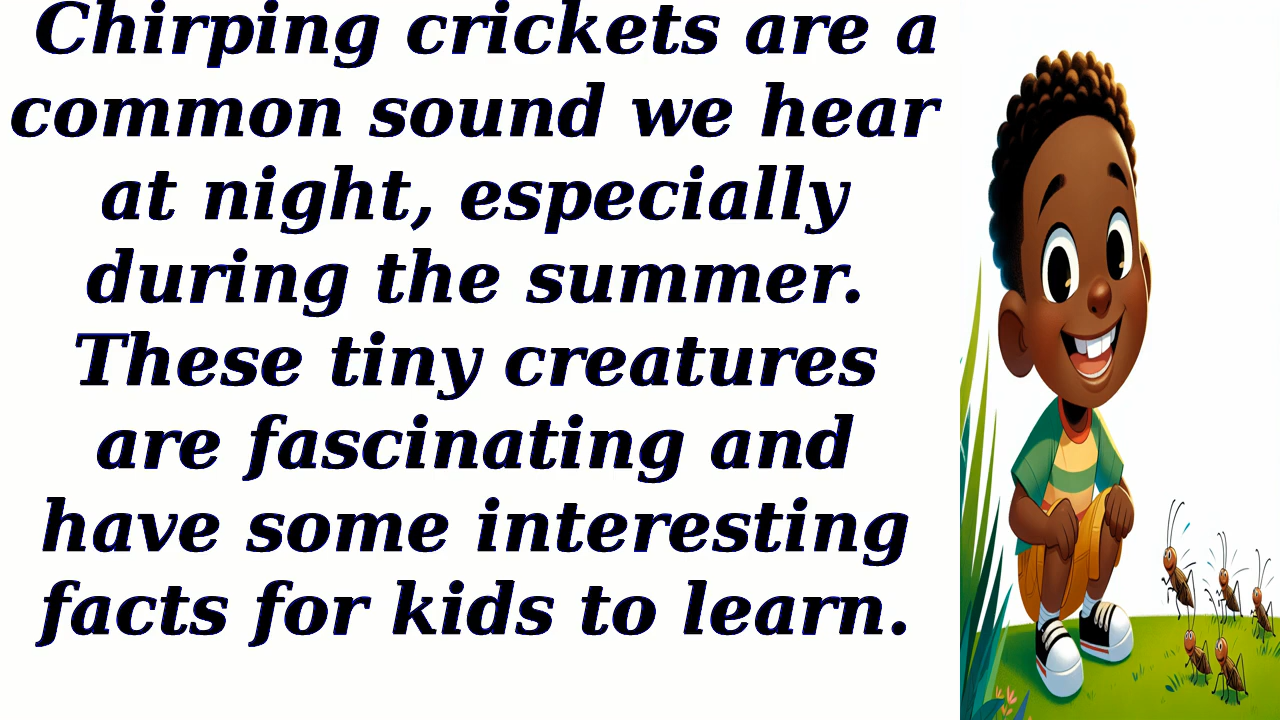 Chirping crickets are a
common sound we hear
at night, especially
during the summer.
These tiny creatures
are fascinating and
have some interesting
facts for kids to learn.